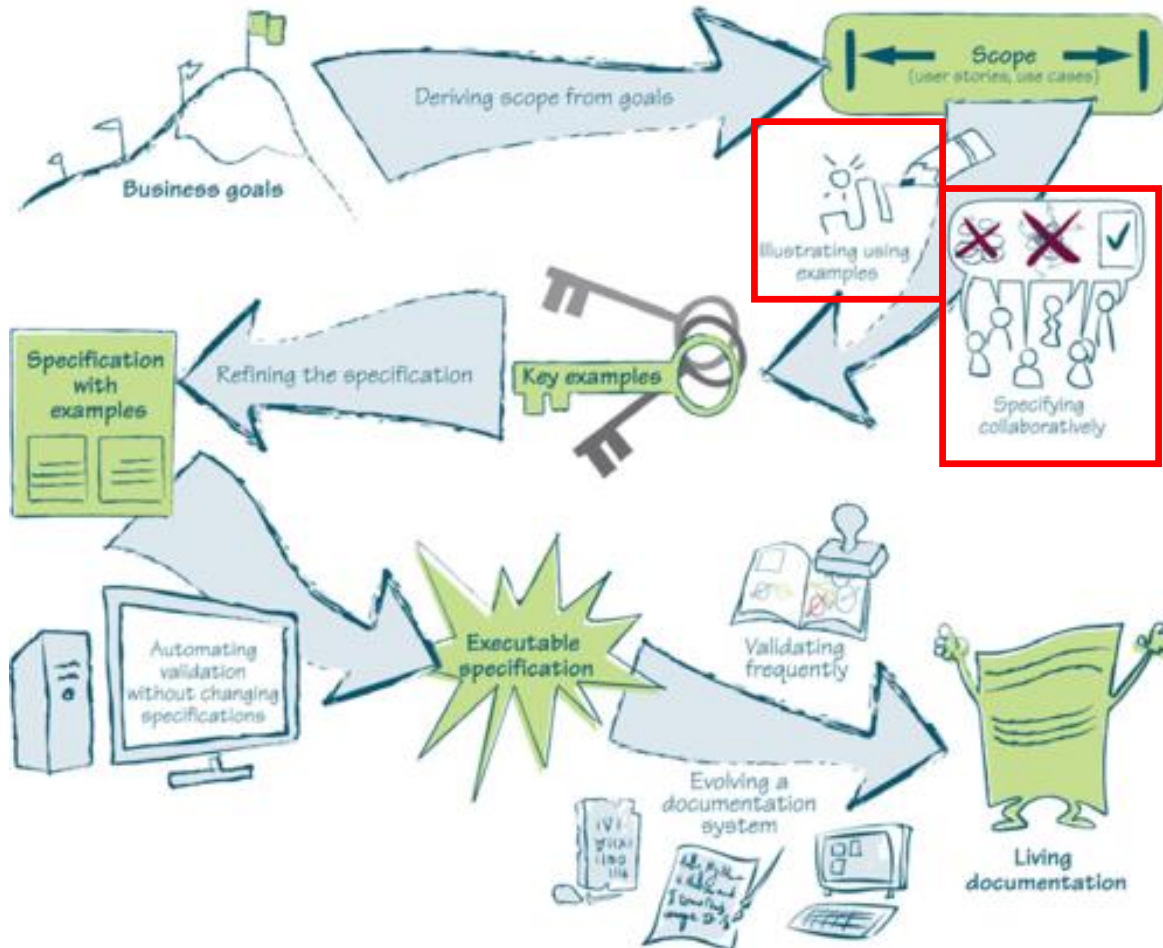 Scope
(user stories, use cases)
Deriving scope from goals
Business goals
Illustrating using
examples
Specification
with
examples
Refining the specification
Key examples
Specifying
collaboratively
Automating
validation
without changing
specifications
Executable
specification
Validating
frequently
Evolving a
documentation
system
Living
documentation